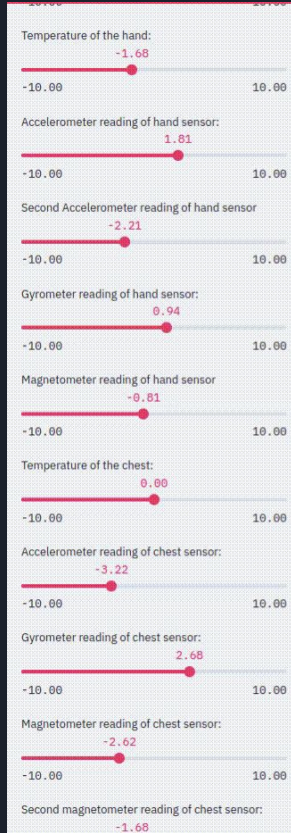 Temperature of the hand:
-1.68
-10.00 10.00
Accelerometer reading of hand sensor:
1.81
-10.00 10.00
Second Accelerometer reading of hand sensor
-2.21
-10.00 10.00
Gyrometer reading of hand sensor:
0.94
-10.00 10.00
Magnetometer reading of hand sensor
-0.81
-10.00 10.00
Temperature of the chest:
0.00
-10.00 10.00
Accelerometer reading of chest sensor:
-3.22
-10.00 10.00
Gyrometer reading of chest sensor:
2.68
-10.00 10.00
Magnetometer reading of chest sensor:
-2.62
-10.00 10.00
Second magnetometer reading of chest sensor:
-1.68